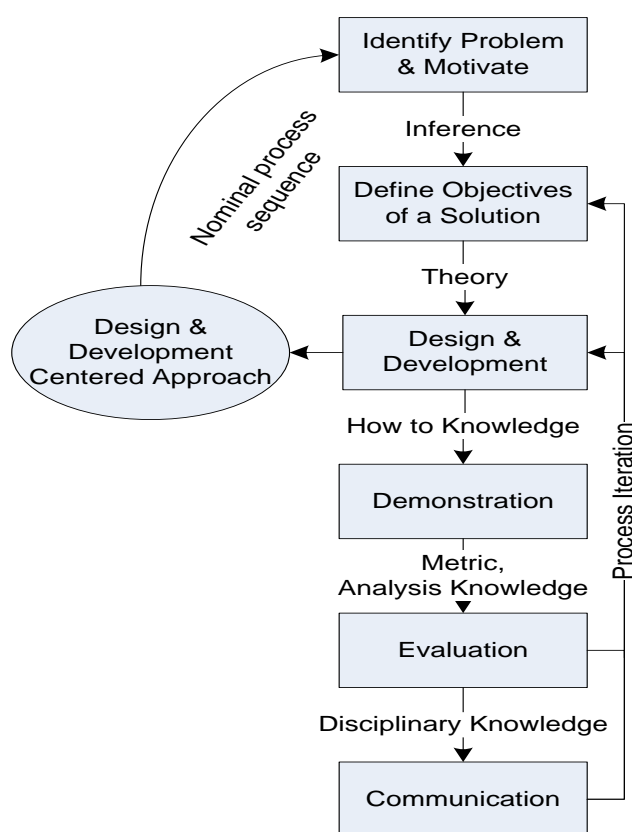 Identify Problem
& Motivate
Inference
Nominal process
sequence
Define Objectives
of a Solution
Theory
Design &
Development
Centered Approach
Design &
Development
How to Knowledge
Demonstration
Process Iteration
Metric,
Analysis Knowledge
Evaluation
Disciplinary Knowledge
Communication